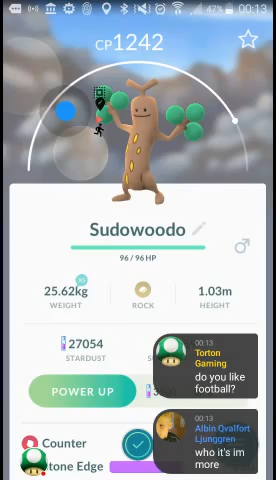 47% 00:13
CP1242
Sudowoodo
96 / 96 HP
XS
25.62kg
WEIGHT
ROCK
1.03m
HEIGHT
27054
STARDUST
POWER UP
00:13
Torton
Gaming
do you like
football?
00:13
Albin Qvalfort
Ljunggren
who it's im
more
Counter
tone Edge